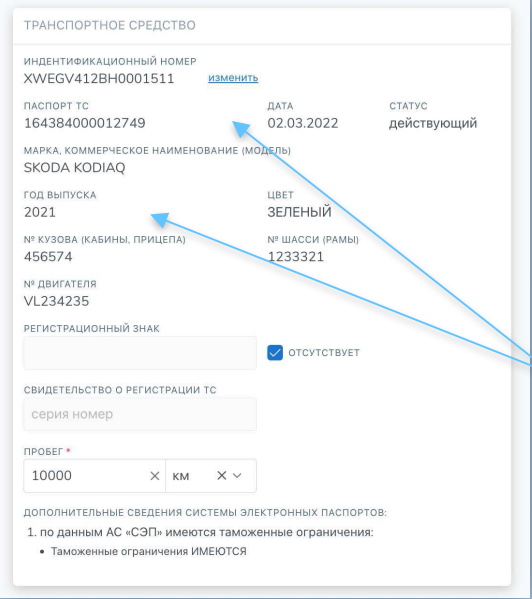 ТРАНСПОРТНОЕ СРЕДСТВО
ИНДЕНТИФИКАЦИОННЫЙ НОМЕР
XWEGV412BH0001511 изменить
ПАСПОРТ ТС ДАТА СТАТУС
164384000012749 02.03.2022 действующий
МАРКА, КОММЕРЧЕСКОЕ НАИМЕНОВАНИЕ (МОДЕЛЬ)
SKODA KODIAQ
ГОД ВЫПУСКА ЦВЕТ
2021 ЗЕЛЕНЫЙ
№ КУЗОВА (КАБИНЫ, ПРИЦЕПА) № ШАССИ (РАМЫ)
456574 1233321
№ ДВИГАТЕЛЯ
VL234235
РЕГИСТРАЦИОННЫЙ ЗНАК
ОТСУТСТВУЕТ
СВИДЕТЕЛЬСТВО О РЕГИСТРАЦИИ ТС
серия номер
ПРОБЕГ *
10000 км
ДОПОЛНИТЕЛЬНЫЕ СВЕДЕНИЯ СИСТЕМЫ ЭЛЕКТРОННЫХ ПАСПОРТОВ:
1. по данным АС «СЭП» имеются таможенные ограничения:
• Таможенные ограничения ИМЕЮТСЯ